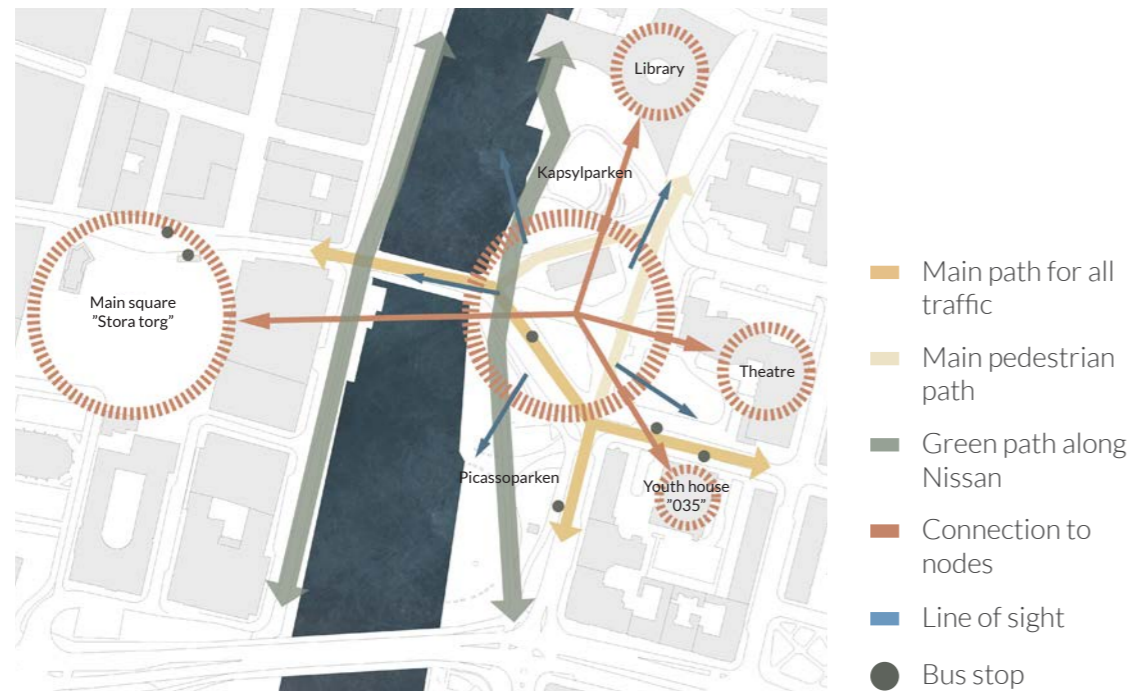 Library
Kapsylparken
Main square
"Stora torg"
Theatre
Picassoparken
Youth house
"035"
Main path for all
traffic
Main pedestrian
path
Green path along
Nissan
Connection to
nodes
Line of sight
Bus stop